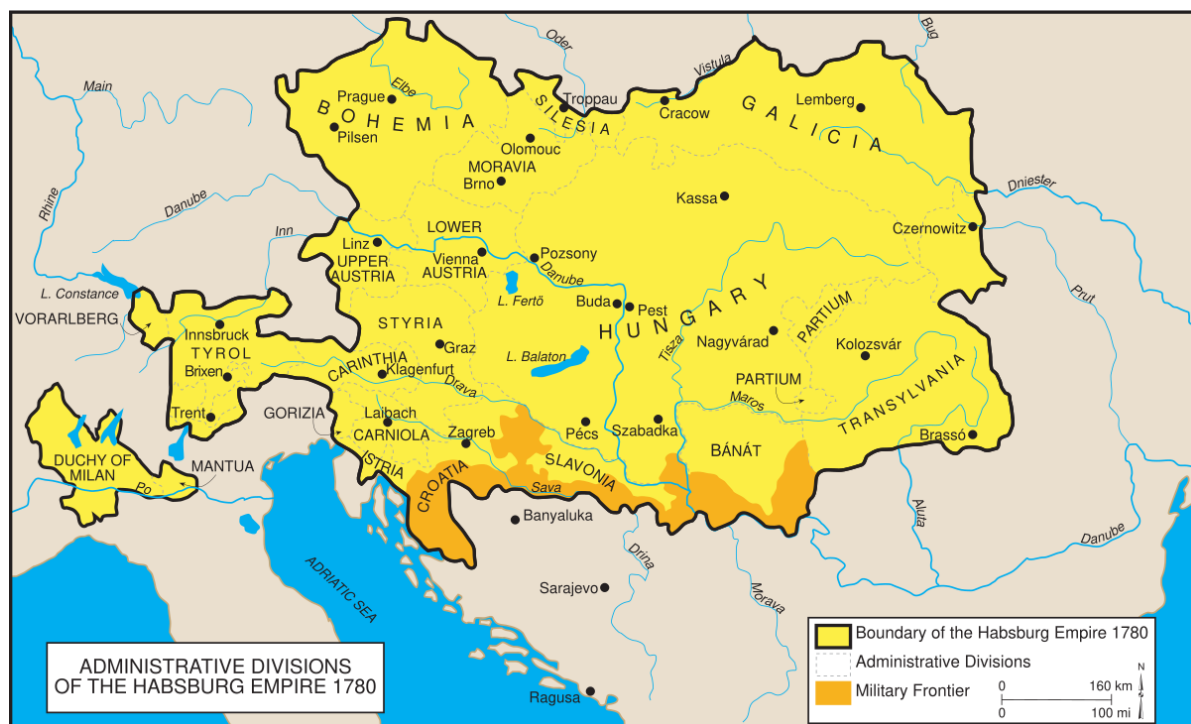 Oder
Bug
Main
Elbe
Prague
Vistula
Troppau
Cracow
Lemberg
BOHEMIA
SILESIA
GALICIA
Pilsen
Olomouc
MORAVIA
Brno
Kassa
Rhine
Danube
Dniester
Inn
LOWER
Linz
Vienna
Pozsony
Czernowitz
UPPER
AUSTRIA
AUSTRIA
Danube
L. Constance
L. Fertő
Buda
Pest
Prut
VORARLBERG
Innsbruck
STYRIA
HUNGARY
PARTIUM
TYROL
Graz
Tisza
Nagyvárad
Kolozsvár
Brixen
CARINTHIA
Klagenfurt
L. Balaton
PARTIUM
Drava
Maros
TRANSYLVANIA
Trent
GORIZIA
Laibach
CARNIOLA
Zagreb
Pécs
Szabadka
BÁNÁT
Brassó
DUCHY OF
MILAN
MANTUA
ISTRIA
CROATIA
SLAVONIA
Po
Sava
Banyaluka
Aluta
Danube
Drina
ADRIATIC SEA
Sarajevo
Morava
Ragusa
ADMINISTRATIVE DIVISIONS
OF THE HABSBURG EMPIRE 1780
Boundary of the Habsburg Empire 1780
Administrative Divisions
Military Frontier
N
0 160 km
0 100 mi